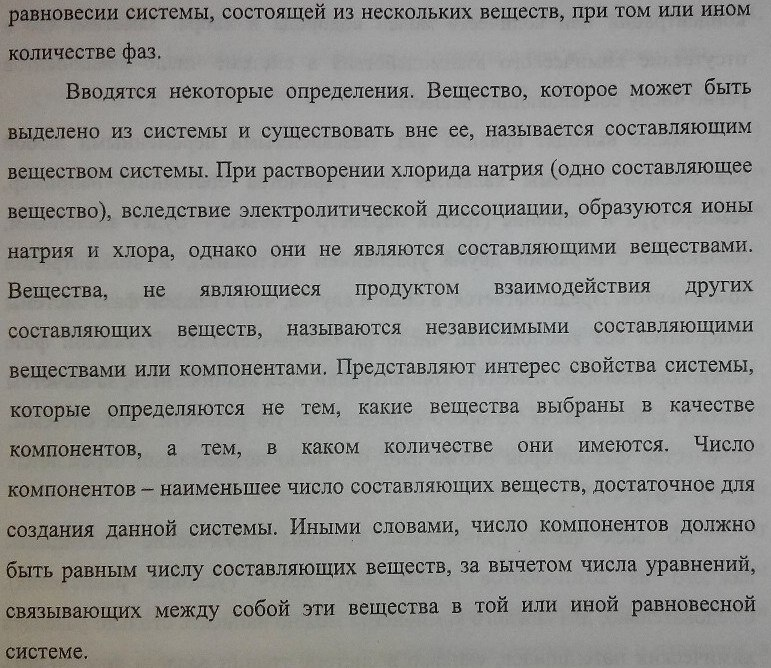 равновесии системы, состоящей из нескольких веществ, при том или ином
количестве фаз.
Вводятся некоторые определения. Вещество, которое может быть
выделено из системы и существовать вне ее, называется составляющим
веществом системы. При растворении хлорида натрия (одно составляющее
вещество), вследствие электролитической диссоциации, образуются ионы
натрия и хлора, однако они не являются составляющими веществами.
Вещества, не являющиеся продуктом взаимодействия других
составляющих веществ, называются независимыми составляющими
веществами или компонентами. Представляют интерес свойства системы,
которые определяются не тем, какие вещества выбраны в качестве
компонентов, а тем, в каком количестве они имеются. Число
компонентов – наименьшее число составляющих веществ, достаточное для
создания данной системы. Иными словами, число компонентов должно
быть равным числу составляющих веществ, за вычетом числа уравнений,
связывающих между собой эти вещества в той или иной равновесной
системе.